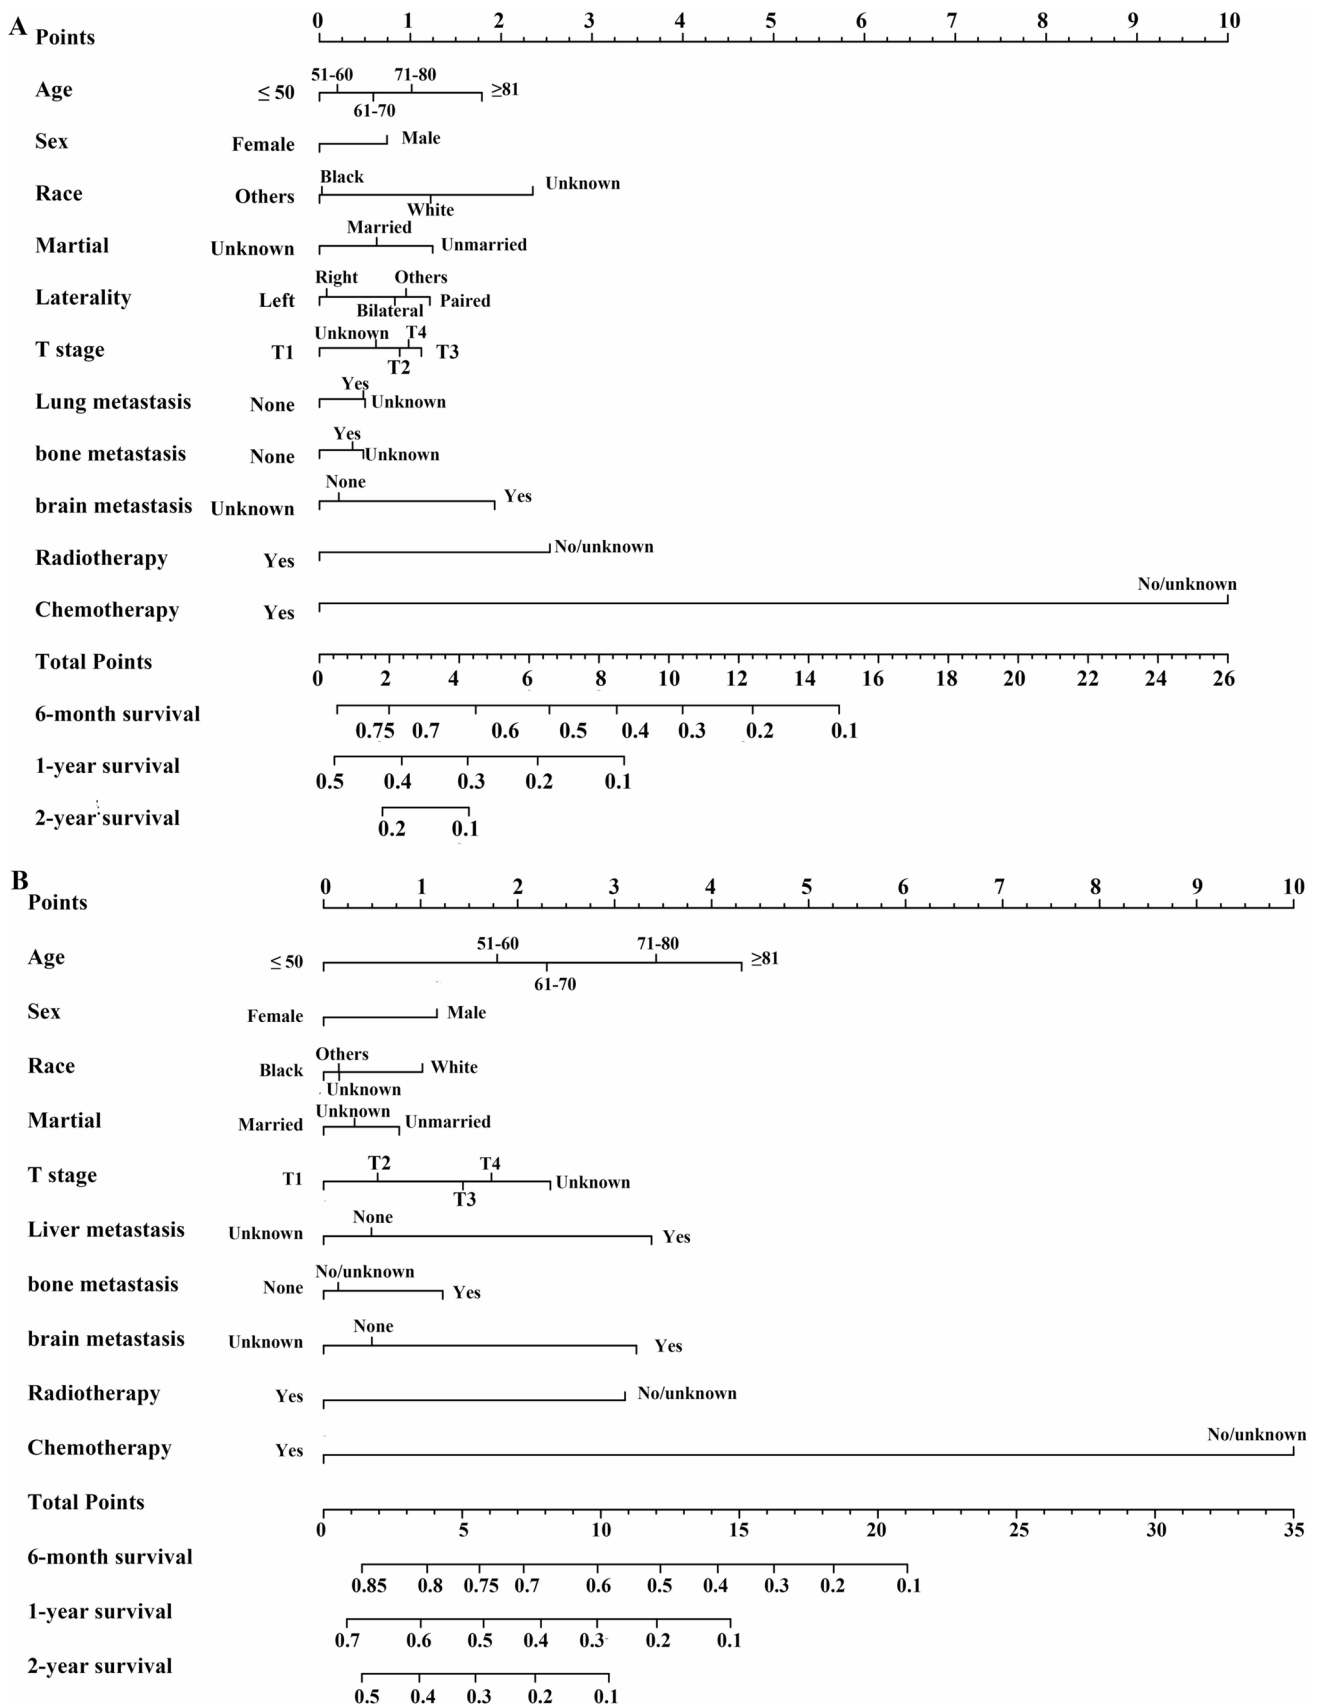 A
0 1 2 3 4 5 6 7 8 9 10
Points
51-60 71-80
Age ≤ 50 ≥81
61-70
Sex Female Male
Black
Race Others Unknown
White
Married
Martial Unknown Unmarried
Right Others
Laterality Left Paired
Bilateral
Unknown T4
T stage T1 T3
T2
Yes
Lung metastasis None Unknown
Yes
bone metastasis None Unknown
None
brain metastasis Unknown Yes
Radiotherapy Yes No/unknown
No/unknown
Chemotherapy Yes
Total Points
0 2 4 6 8 10 12 14 16 18 20 22 24 26
6-month survival
0.75 0.7 0.6 0.5 0.4 0.3 0.2 0.1
1-year survival
0.5 0.4 0.3 0.2 0.1
2-year survival
0.2 0.1
B
0 1 2 3 4 5 6 7 8 9 10
Points
51-60 71-80
Age ≤ 50 ≥81
61-70
Sex Female Male
Others
Race Black White
Unknown
Unknown
Martial Married Unmarried
T2 T4
T stage T1 Unknown
T3
None
Liver metastasis Unknown Yes
No/unknown
bone metastasis None Yes
None
brain metastasis Unknown Yes
Radiotherapy Yes No/unknown
No/unknown
Chemotherapy Yes
Total Points
0 5 10 15 20 25 30 35
6-month survival
0.85 0.8 0.75 0.7 0.6 0.5 0.4 0.3 0.2 0.1
1-year survival
0.7 0.6 0.5 0.4 0.3 0.2 0.1
2-year survival
0.5 0.4 0.3 0.2 0.1